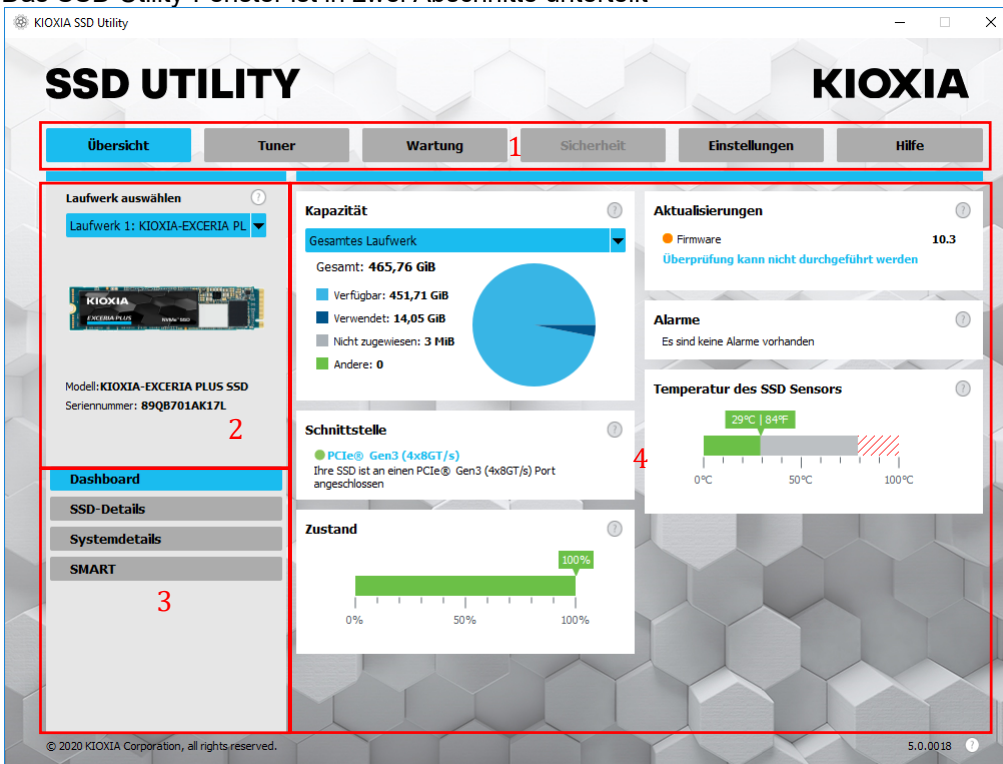 Das SSD Utility-Fenster ist in zwei Abschnitte unterteilt
KIOXIA SSD Utility
SSD UTILITY
KIOXIA
Übersicht
Tuner
Wartung
1
Sicherheit
Einstellungen
Hilfe
Laufwerk auswählen
?
Laufwerk 1: KIOXIA-EXCERIA PL
KIOXIA
EXCERIA PLUS
NVMe™ SSD
Modell:KIOXIA-EXCERIA PLUS SSD
Seriennummer: 89QB701AK17L
2
Dashboard
SSD-Details
Systemdetails
SMART
3
Kapazität
?
Gesamtes Laufwerk
Gesamt: 465,76 GiB
Verfügbar: 451,71 GiB
Verwendet: 14,05 GiB
Nicht zugewiesen: 3 MiB
Andere: 0
Schnittstelle
?
PCIe® Gen3 (4x8GT/s)
Ihre SSD ist an einen PCIe® Gen3 (4x8GT/s) Port
angeschlossen
Zustand
?
100%
0%
50%
100%
4
Aktualisierungen
?
Firmware
10.3
Überprüfung kann nicht durchgeführt werden
Alarme
?
Es sind keine Alarme vorhanden
Temperatur des SSD Sensors
?
29°C | 84°F
0°C
50°C
100°C
© 2020 KIOXIA Corporation, all rights reserved.
5.0.0018
?